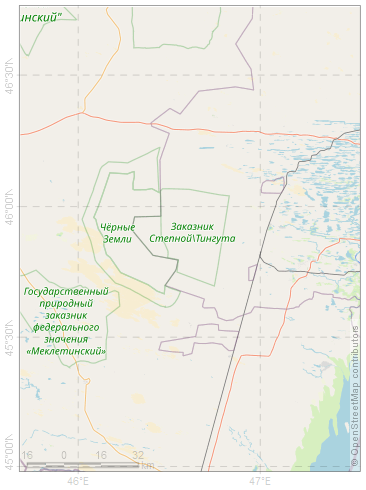 инский"
46°30'N
46°00'N
Чёрные
Земли
Заказник
Степной\Тингута
Государственный
природный
заказник
федерального
значения
«Меклетинский»
45°30'N
45°00'N
16 0 16 32
km
46°E 47°E
© OpenStreetMap contributors